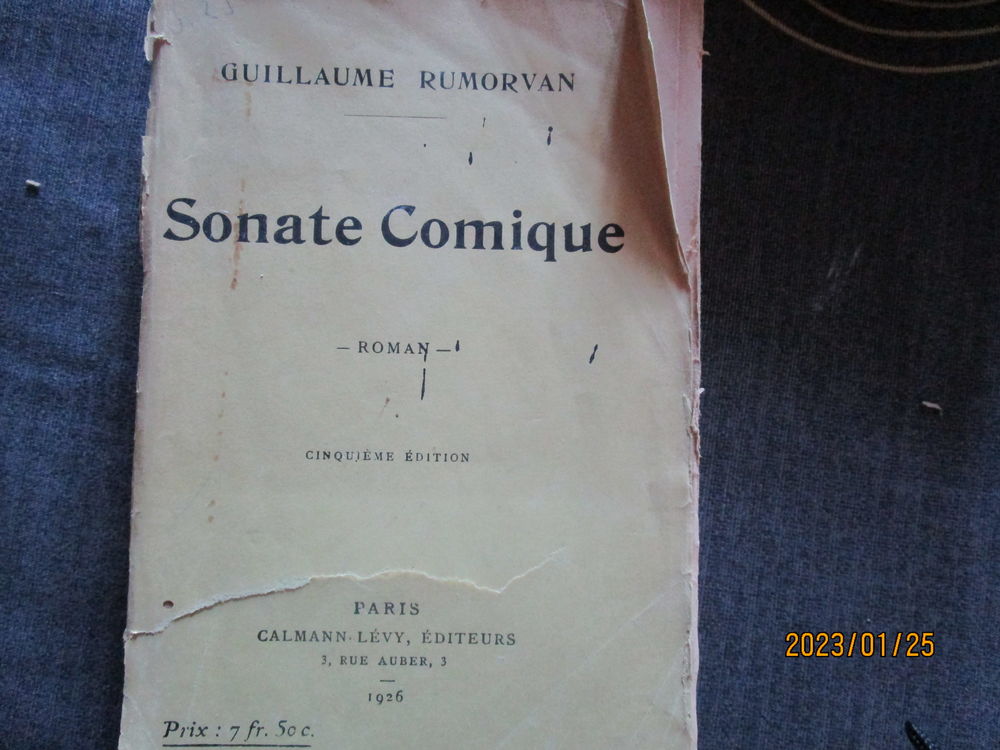 GUILLAUME RUMORVAN
Sonate Comique
— ROMAN —
CINQUIÈME ÉDITION
PARIS
CALMANN-LÉVY, ÉDITEURS
3, RUE AUBER, 3
1926
Prix : 7 fr. 50 c.
2023/01/25